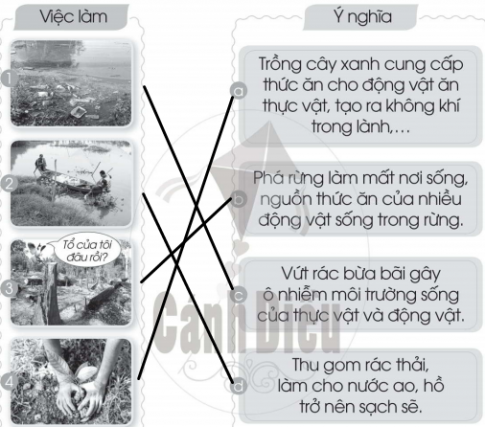 Việc làm
Ý nghĩa
1
2
3
Tổ của tôi
đâu rồi?
4
a
Trồng cây xanh cung cấp
thức ăn cho động vật ăn
thực vật, tạo ra không khí
trong lành,...
b
Phá rừng làm mất nơi sống,
nguồn thức ăn của nhiều
động vật sống trong rừng.
c
Vứt rác bừa bãi gây
ô nhiễm môi trường sống
của thực vật và động vật.
d
Thu gom rác thải,
làm cho nước ao, hồ
trở nên sạch sẽ.
Cánh Diều